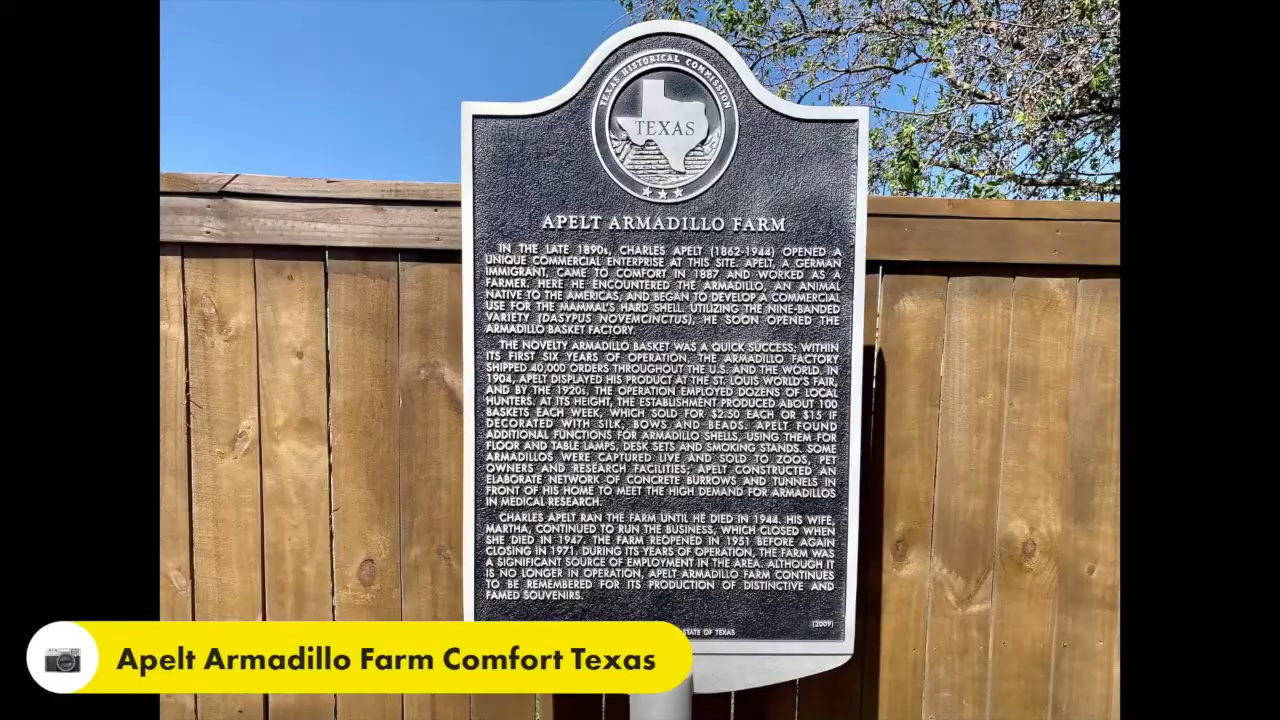 TEXAS HISTORICAL COMMISSION
TEXAS
APELT ARMADILLO FARM
IN THE LATE 1890s, CHARLES APELT (1862-1944) OPENED A
UNIQUE COMMERCIAL ENTERPRISE AT THIS SITE. APELT, A GERMAN
IMMIGRANT, CAME TO COMFORT IN 1887 AND WORKED AS A
FARMER. HERE HE ENCOUNTERED THE ARMADILLO, AN ANIMAL
NATIVE TO THE AMERICAS, AND BEGAN TO DEVELOP A COMMERCIAL
USE FOR THE MAMMAL'S HARD SHELL. UTILIZING THE NINE-BANDED
VARIETY (DASYPUS NOVEMCINCTUS), HE SOON OPENED THE
ARMADILLO BASKET FACTORY.
THE NOVELTY ARMADILLO BASKET WAS A QUICK SUCCESS; WITHIN
ITS FIRST SIX YEARS OF OPERATION, THE ARMADILLO FACTORY
SHIPPED 40,000 ORDERS THROUGHOUT THE U.S. AND THE WORLD. IN
1904, APELT DISPLAYED HIS PRODUCT AT THE ST. LOUIS WORLD'S FAIR,
AND BY THE 1920s, THE OPERATION EMPLOYED DOZENS OF LOCAL
HUNTERS. AT ITS HEIGHT, THE ESTABLISHMENT PRODUCED ABOUT 100
BASKETS EACH WEEK, WHICH SOLD FOR $2.50 EACH OR $15 IF
DECORATED WITH SILK, BOWS AND BEADS. APELT FOUND
ADDITIONAL FUNCTIONS FOR ARMADILLO SHELLS, USING THEM FOR
FLOOR AND TABLE LAMPS, DESK SETS AND SMOKING STANDS. SOME
ARMADILLOS WERE CAPTURED LIVE AND SOLD TO ZOOS, PET
OWNERS AND RESEARCH FACILITIES; APELT CONSTRUCTED AN
ELABORATE NETWORK OF CONCRETE BURROWS AND TUNNELS IN
FRONT OF HIS HOME TO MEET THE HIGH DEMAND FOR ARMADILLOS
IN MEDICAL RESEARCH.
CHARLES APELT RAN THE FARM UNTIL HE DIED IN 1944. HIS WIFE,
MARTHA, CONTINUED TO RUN THE BUSINESS, WHICH CLOSED WHEN
SHE DIED IN 1947. THE FARM REOPENED IN 1951 BEFORE AGAIN
CLOSING IN 1971. DURING ITS YEARS OF OPERATION, THE FARM WAS
A SIGNIFICANT SOURCE OF EMPLOYMENT IN THE AREA. ALTHOUGH IT
IS NO LONGER IN OPERATION, APELT ARMADILLO FARM CONTINUES
TO BE REMEMBERED FOR ITS PRODUCTION OF DISTINCTIVE AND
FAMED SOUVENIRS.
(2009)
STATE OF TEXAS
Apelt Armadillo Farm Comfort Texas